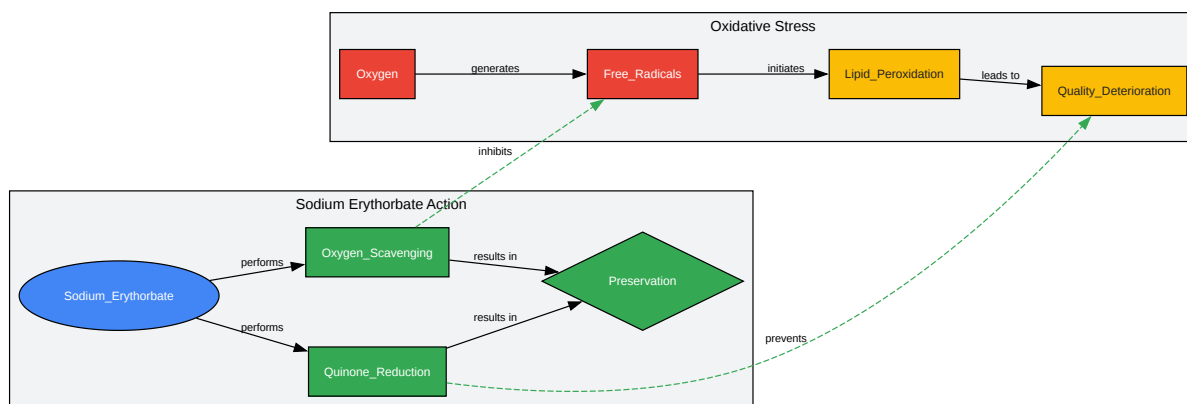 Oxidative Stress
Oxygen
generates
Free_Radicals
initiates
Lipid_Peroxidation
leads to
Quality_Deterioration
inhibits
Sodium Erythorbate Action
Sodium_Erythorbate
performs
Oxygen_Scavenging
results in
Preservation
performs
Quinone_Reduction
results in
prevents